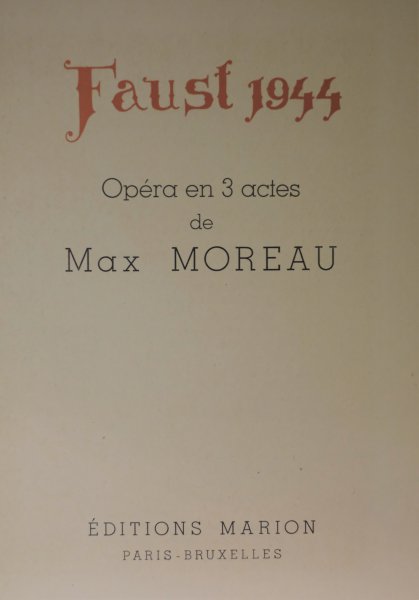 Faust 1944
Opéra en 3 actes
de
Max MOREAU
ÉDITIONS MARION
PARIS-BRUXELLES